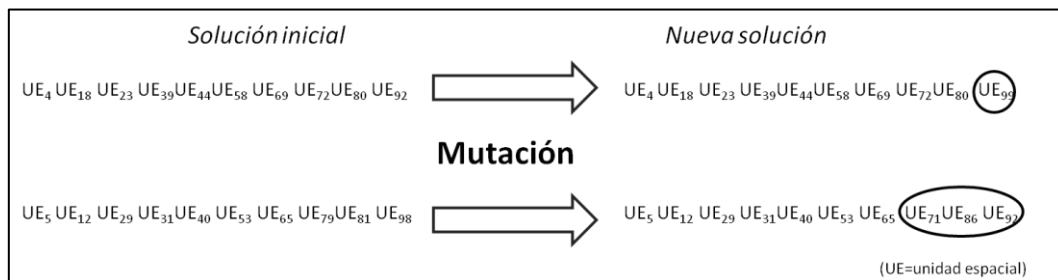 Solución inicial Nueva solución
UE4 UE18 UE23 UE39UE44UE58 UE69 UE72UE80 UE92 UE4 UE18 UE23 UE39UE44UE58 UE69 UE72UE80 UE99
Mutación
UE5 UE12 UE29 UE31UE40 UE53 UE65 UE79UE81 UE98 UE5 UE12 UE29 UE31UE40 UE53 UE65 UE71UE86 UE92
(UE=unidad espacial)